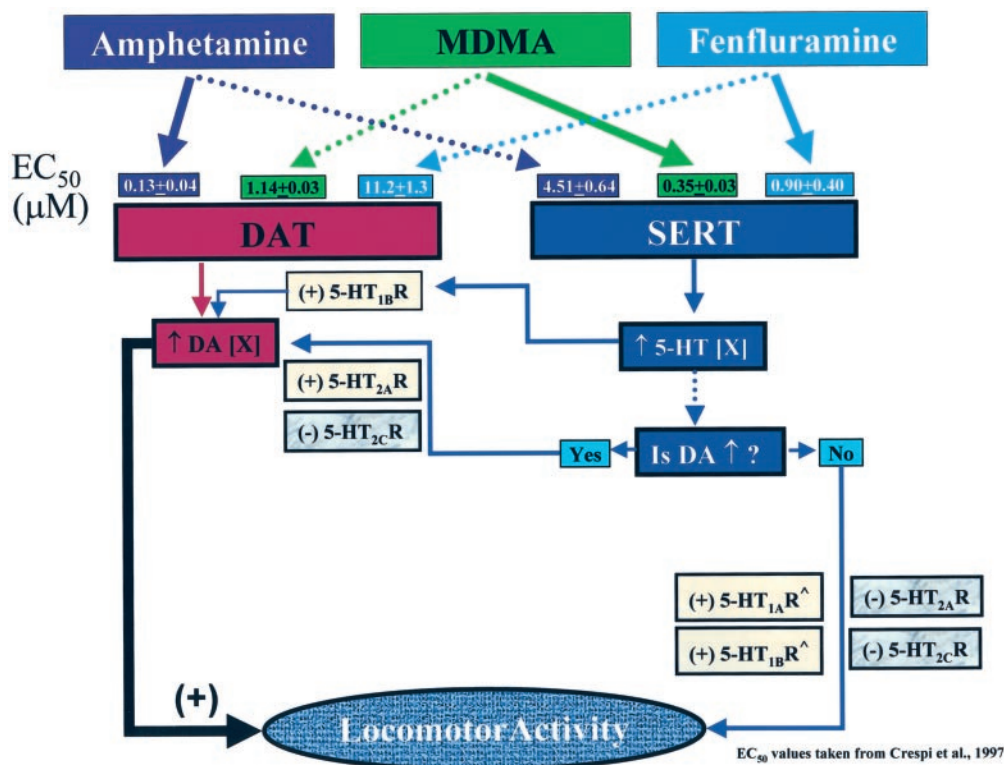 Amphetamine
MDMA
Fenfluramine
EC50
(µM)
0.13±0.04
1.14±0.03
11.2±1.3
4.51±0.64
0.35±0.03
0.90±0.40
DAT
SERT
(+) 5-HT1BR
↑ DA [X]
↑ 5-HT [X]
(+) 5-HT2AR
(-) 5-HT2CR
Yes
Is DA ↑ ?
No
(+) 5-HT1AR^
(-) 5-HT2AR
(+) 5-HT1BR^
(-) 5-HT2CR
(+)
Locomotor Activity
EC50 values taken from Crespi et al., 1997